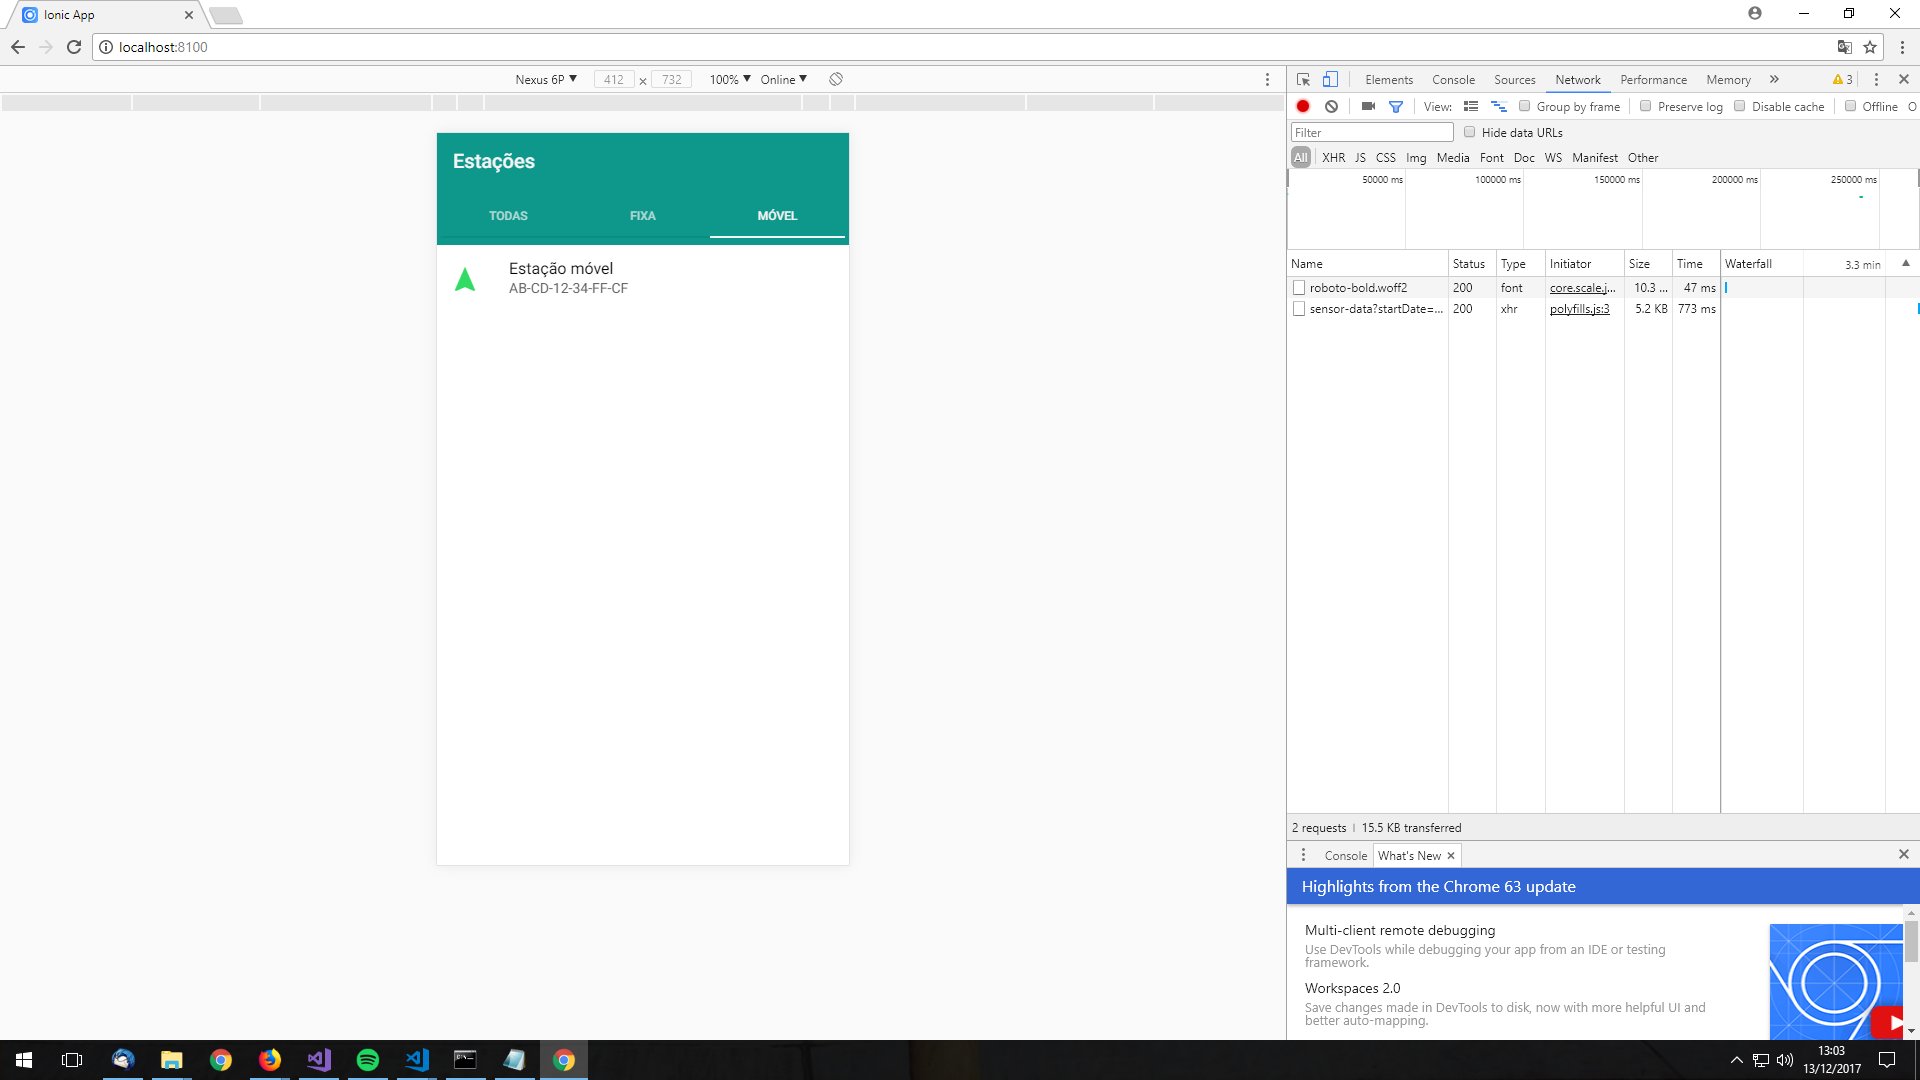 Ionic App
localhost:8100
Nexus 6P 412 x 732 100% Online
Elements Console Sources Network Performance Memory 3
View: Group by frame Preserve log Disable cache Offline O
Filter Hide data URLs
All XHR JS CSS Img Media Font Doc WS Manifest Other
50000 ms 100000 ms 150000 ms 200000 ms 250000 ms
Name Status Type Initiator Size Time Waterfall 3.3 min
roboto-bold.woff2 200 font core.scale.j... 10.3 ... 47 ms
sensor-data?startDate=... 200 xhr polyfills.js:3 5.2 KB 773 ms
Estações
TODAS FIXA MÓVEL
Estação móvel
AB-CD-12-34-FF-CF
2 requests | 15.5 KB transferred
Console What's New
Highlights from the Chrome 63 update
Multi-client remote debugging
Use DevTools while debugging your app from an IDE or testing
framework.
Workspaces 2.0
Save changes made in DevTools to disk, now with more helpful UI and
better auto-mapping.
13:03
13/12/2017